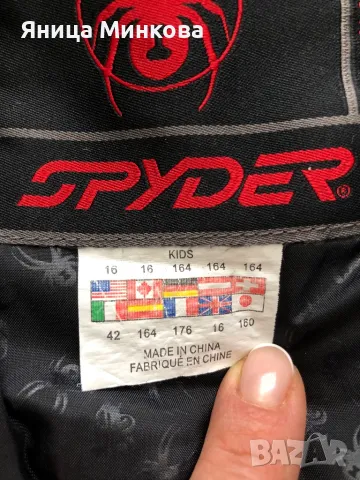 Яница Минкова
SPYDER®
KIDS
16 16 164 164 164
42 164 176 16 160
MADE IN CHINA
FABRIQUÉ EN CHINE
BAZAR